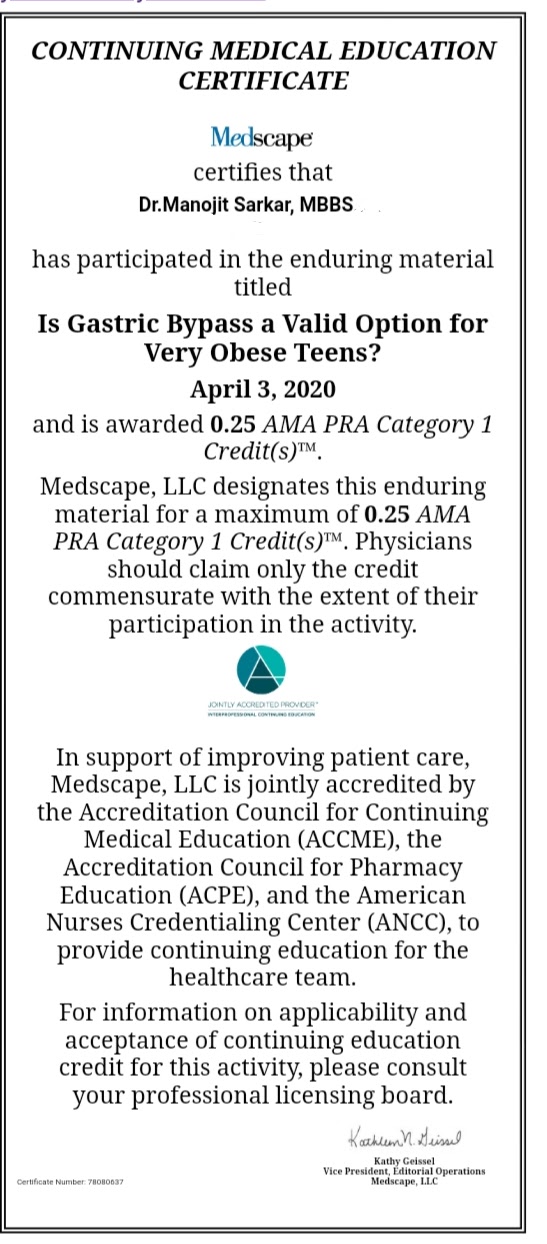 CONTINUING MEDICAL EDUCATION
CERTIFICATE
Medscape
certifies that
Dr.Manojit Sarkar, MBBS
has participated in the enduring material
titled
Is Gastric Bypass a Valid Option for
Very Obese Teens?
April 3, 2020
and is awarded 0.25 AMA PRA Category 1
Credit(s)™.
Medscape, LLC designates this enduring
material for a maximum of 0.25 AMA
PRA Category 1 Credit(s)™. Physicians
should claim only the credit
commensurate with the extent of their
participation in the activity.
JOINTLY ACCREDITED PROVIDER™
INTERPROFESSIONAL CONTINUING EDUCATION
In support of improving patient care,
Medscape, LLC is jointly accredited by
the Accreditation Council for Continuing
Medical Education (ACCME), the
Accreditation Council for Pharmacy
Education (ACPE), and the American
Nurses Credentialing Center (ANCC), to
provide continuing education for the
healthcare team.
For information on applicability and
acceptance of continuing education
credit for this activity, please consult
your professional licensing board.
Kathleen N. Geissel
Kathy Geissel
Vice President, Editorial Operations
Medscape, LLC
Certificate Number: 78080637